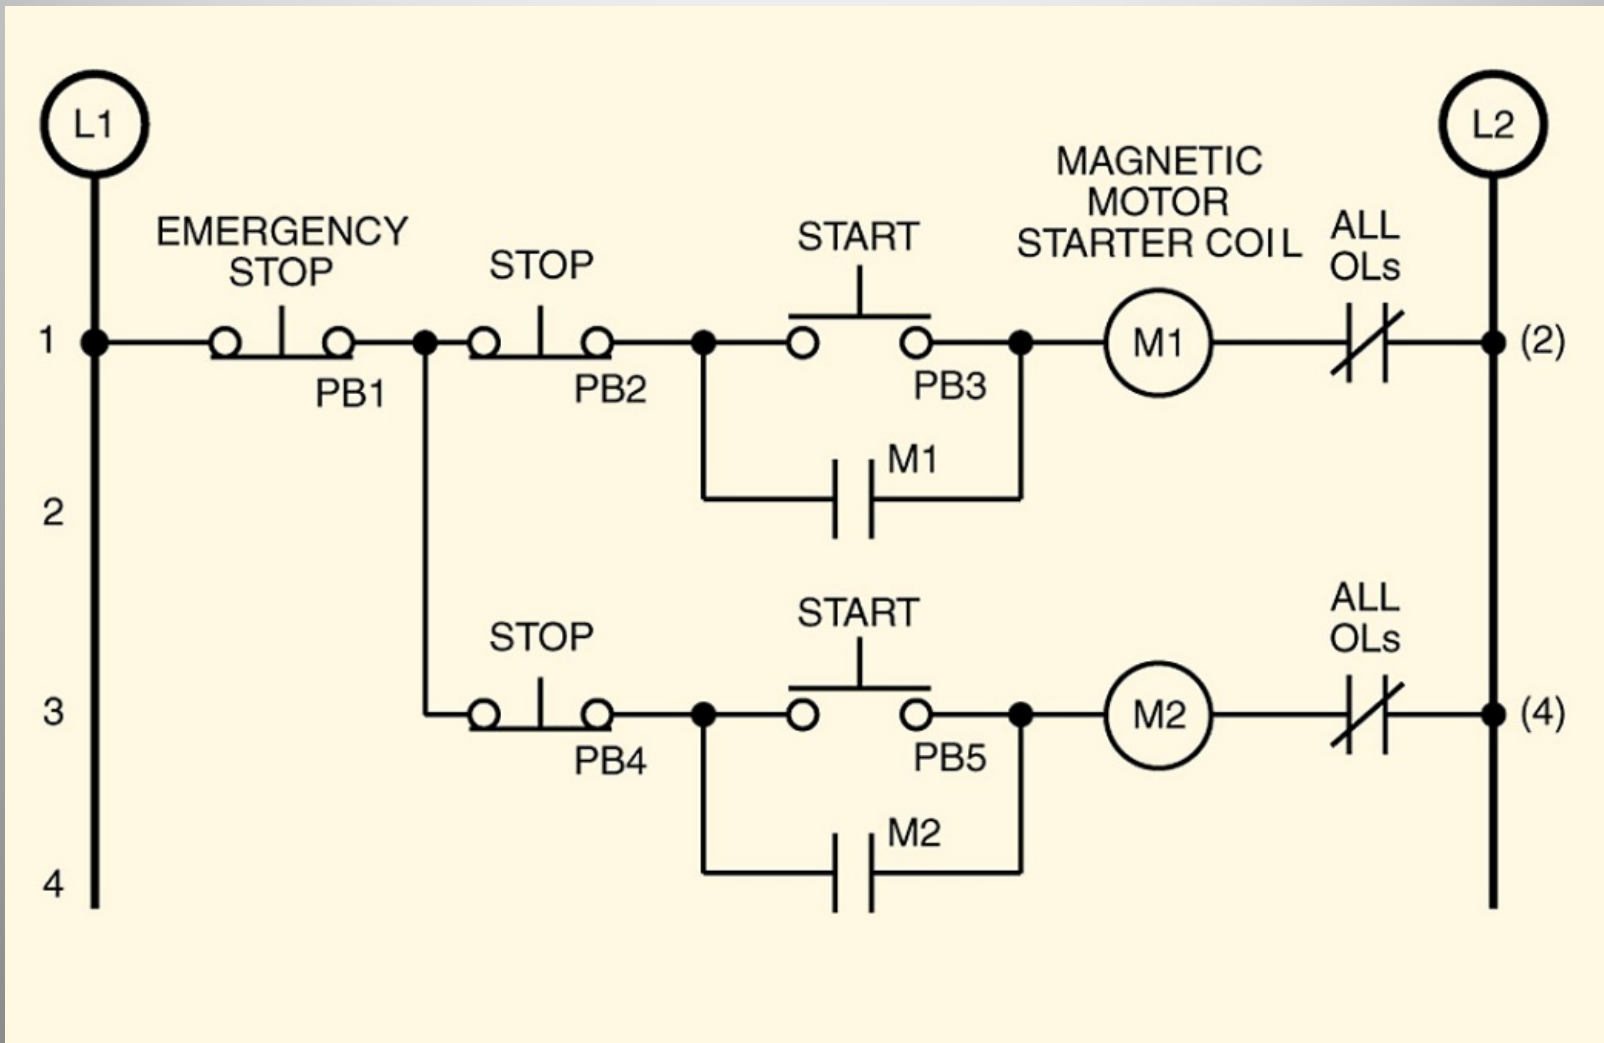 L1
L2
MAGNETIC
MOTOR
STARTER COIL
ALL
OLs
EMERGENCY
STOP
STOP
START
1
M1
(2)
PB1
PB2
PB3
M1
2
ALL
OLs
STOP
START
3
M2
(4)
PB4
PB5
M2
4